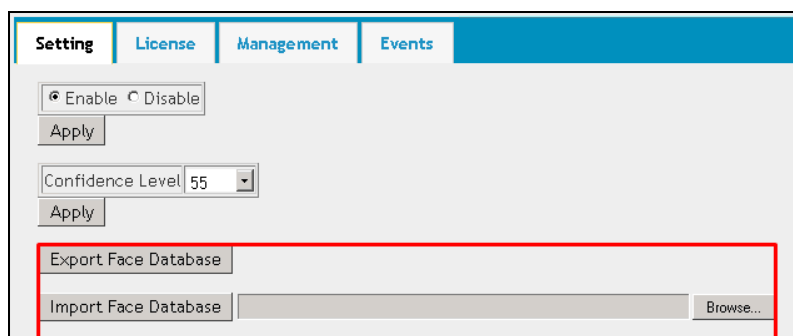 Setting License Management Events
Enable Disable
Apply
Confidence Level 55
Apply
Export Face Database
Import Face Database Browse...